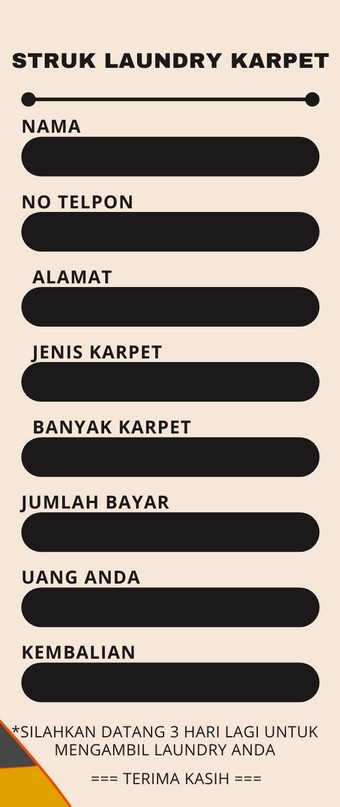 STRUK LAUNDRY KARPET
NAMA
NO TELPON
ALAMAT
JENIS KARPET
BANYAK KARPET
JUMLAH BAYAR
UANG ANDA
KEMBALIAN
*SILAHKAN DATANG 3 HARI LAGI UNTUK
MENGAMBIL LAUNDRY ANDA
=== TERIMA KASIH ===